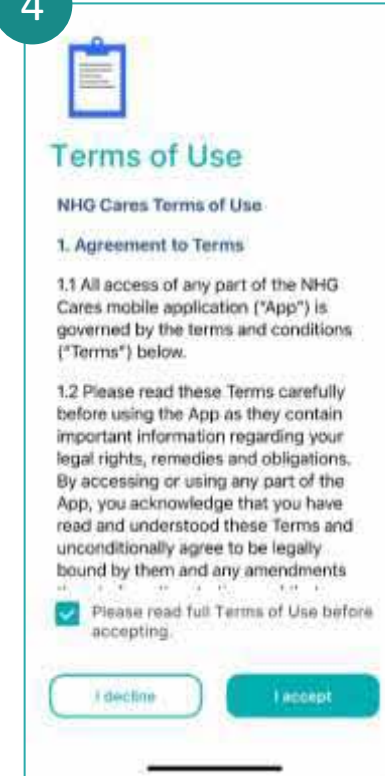 4
Terms of Use
NHG Cares Terms of Use
1. Agreement to Terms
1.1 All access of any part of the NHG
Cares mobile application ("App") is
governed by the terms and conditions
("Terms") below.
1.2 Please read these Terms carefully
before using the App as they contain
important information regarding your
legal rights, remedies and obligations.
By accessing or using any part of the
App, you acknowledge that you have
read and understood these Terms and
unconditionally agree to be legally
bound by them and any amendments
Please read full Terms of Use before
accepting.
I decline
I accept